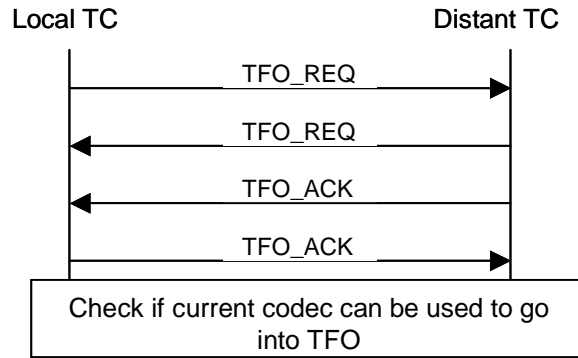 Local TC
Distant TC
TFO_REQ
TFO_REQ
TFO_ACK
TFO_ACK
Check if current codec can be used to go
into TFO